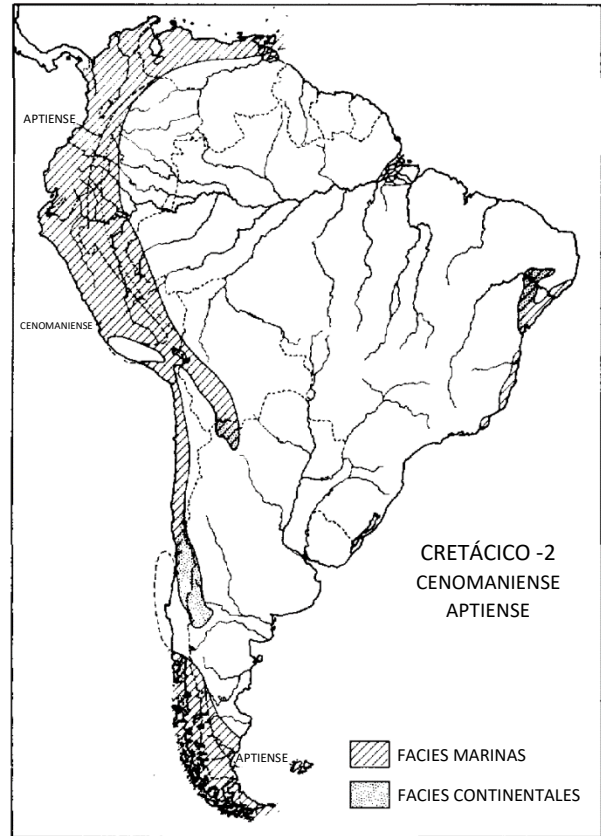 APTIENSE
CENOMANIENSE
CRETÁCICO -2
CENOMANIENSE
APTIENSE
APTIENSE
FACIES MARINAS
FACIES CONTINENTALES